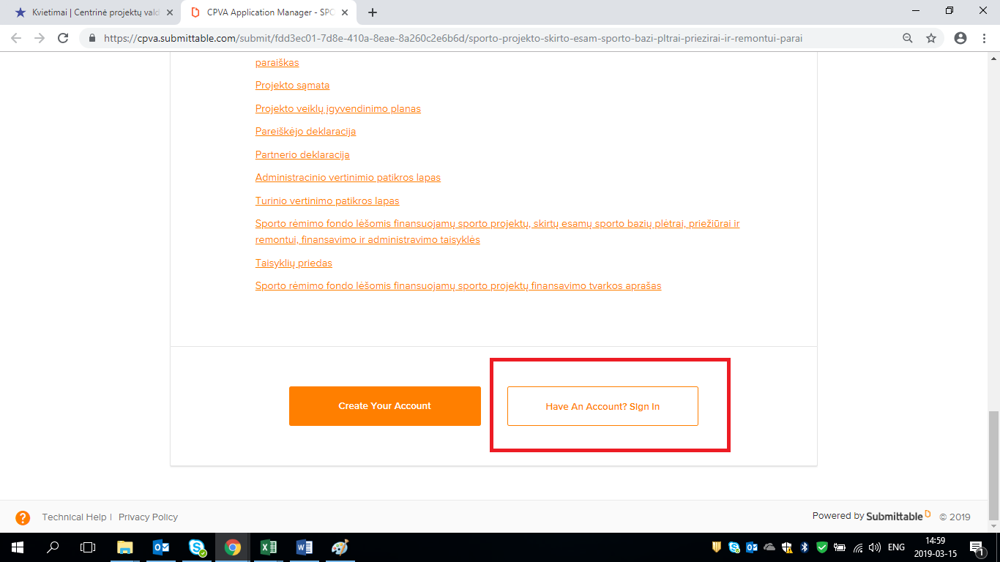 Kvietimai | Centrinė projektų vald
CPVA Application Manager - SPO
https://cpva.submittable.com/submit/fdd3ec01-7d8e-410a-8eae-8a260c2e6b6d/sporto-projekto-skirto-esam-sporto-bazi-pltrai-priezirai-ir-remontui-parai
paraiškas
Projekto sąmata
Projekto veiklų įgyvendinimo planas
Pareiškėjo deklaracija
Partnerio deklaracija
Administracinio vertinimio patikros lapas
Turinio vertinimo patikros lapas
Sporto rėmimo fondo lėšomis finansuojamų sporto projektų, skirtų esamų sporto bazių plėtrai, priežiūrai ir
remontui, finansavimo ir administravimo taisyklės
Taisyklių priedas
Sporto rėmimo fondo lėšomis finansuojamų sporto projektų finansavimo tvarkos aprašas
Create Your Account
Have An Account? Sign In
? Technical Help | Privacy Policy
Powered by Submittable © 2019
ENG
14:59
2019-03-15
1